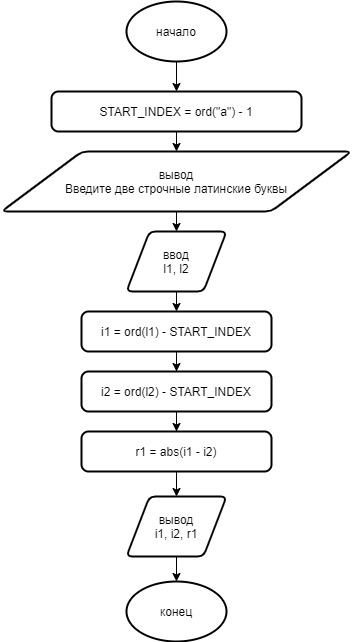 начало
START_INDEX = ord("a") - 1
вывод
Введите две строчные латинские буквы
ввод
l1, l2
i1 = ord(l1) - START_INDEX
i2 = ord(l2) - START_INDEX
r1 = abs(i1 - i2)
вывод
i1, i2, r1
конец